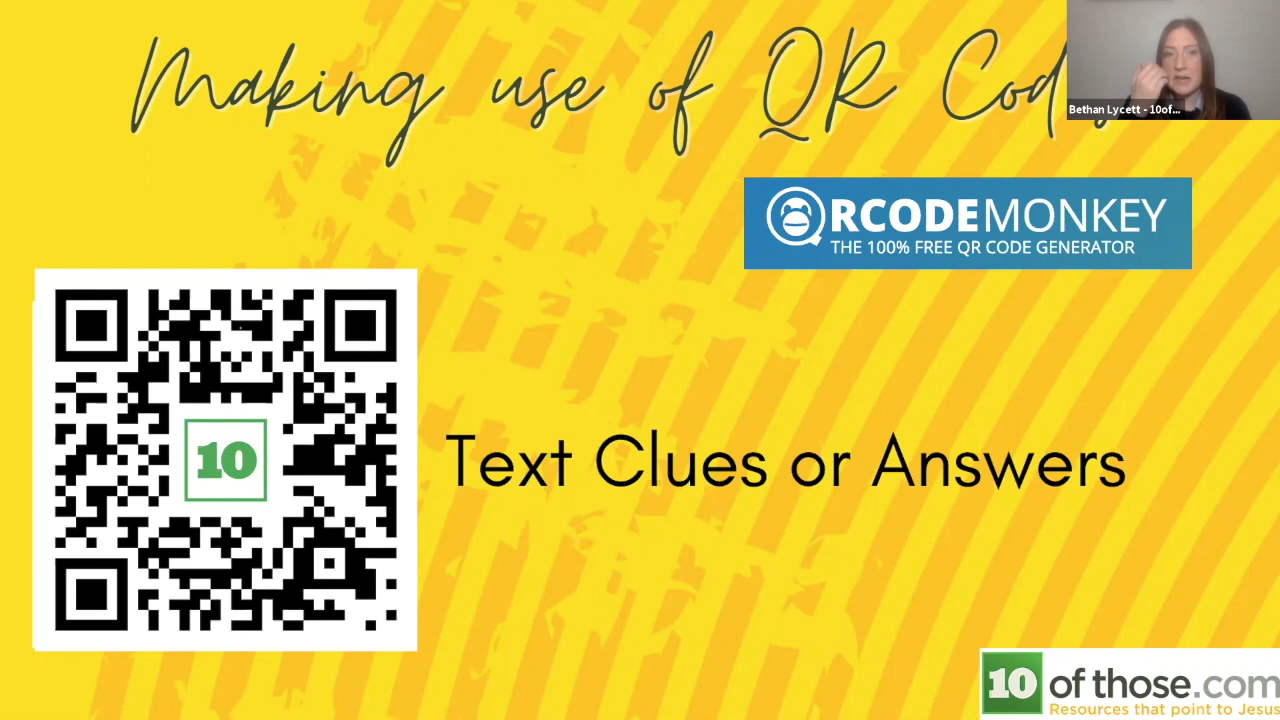 Making use of QR Cod s
Bethan Lycett - 10of...
QRCODEMONKEY
THE 100% FREE QR CODE GENERATOR
10
Text Clues or Answers
10 of those.com
Resources that point to Jesus